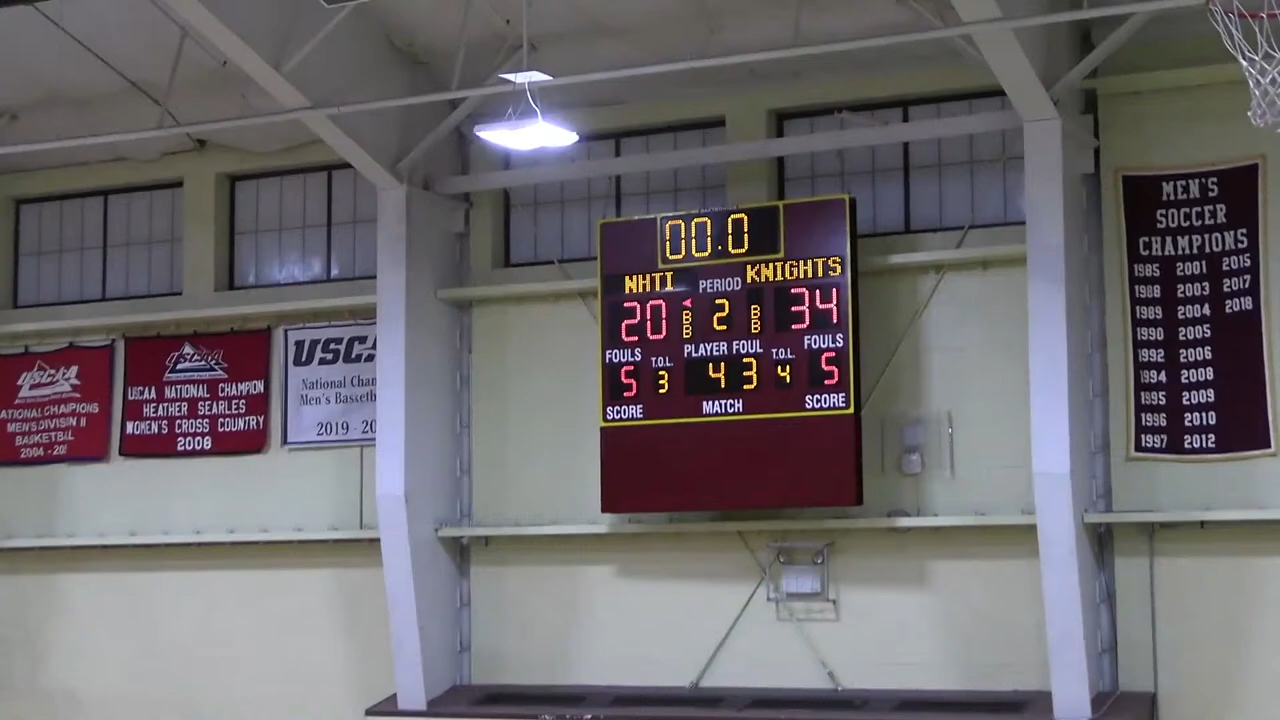 00.0
NHTI PERIOD KNIGHTS
20 B B 2 B B 34
FOULS PLAYER FOUL FOULS
5 T.O.L. 3 4 3 T.O.L. 4 5
SCORE MATCH SCORE
USCAA
NATIONAL CHAMPIONS
MEN'S DIVISION II
BASKETBALL
2004 - 20
USCAA
USCAA NATIONAL CHAMPION
HEATHER SEARLES
WOMEN'S CROSS COUNTRY
2008
USCA
National Cham
Men's Basketb
2019 - 20
MEN'S
SOCCER
CHAMPIONS
1985 2001 2015
1988 2003 2017
1989 2004 2018
1990 2005
1992 2006
1994 2008
1995 2009
1996 2010
1997 2012